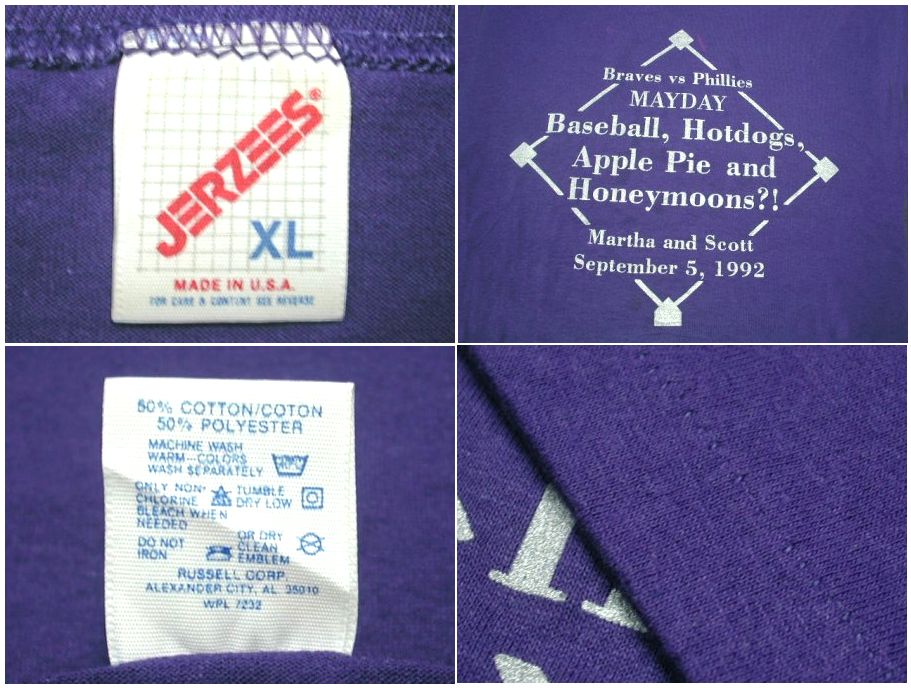 JERZEES®
XL
MADE IN U.S.A.
FOR CARE & CONTENT SEE REVERSE
Braves vs Phillies
MAYDAY
Baseball, Hotdogs,
Apple Pie and
Honeymoons?!
Martha and Scott
September 5, 1992
50% COTTON/COTON
50% POLYESTER
MACHINE WASH
WARM—COLORS
WASH SEPARATELY
ONLY NON-
CHLORINE
BLEACH WHEN
NEEDED
TUMBLE
DRY LOW
DO NOT
IRON
OR DRY
CLEAN
EMBLEM
RUSSELL CORP.
ALEXANDER CITY, AL 35010
WPL 7232